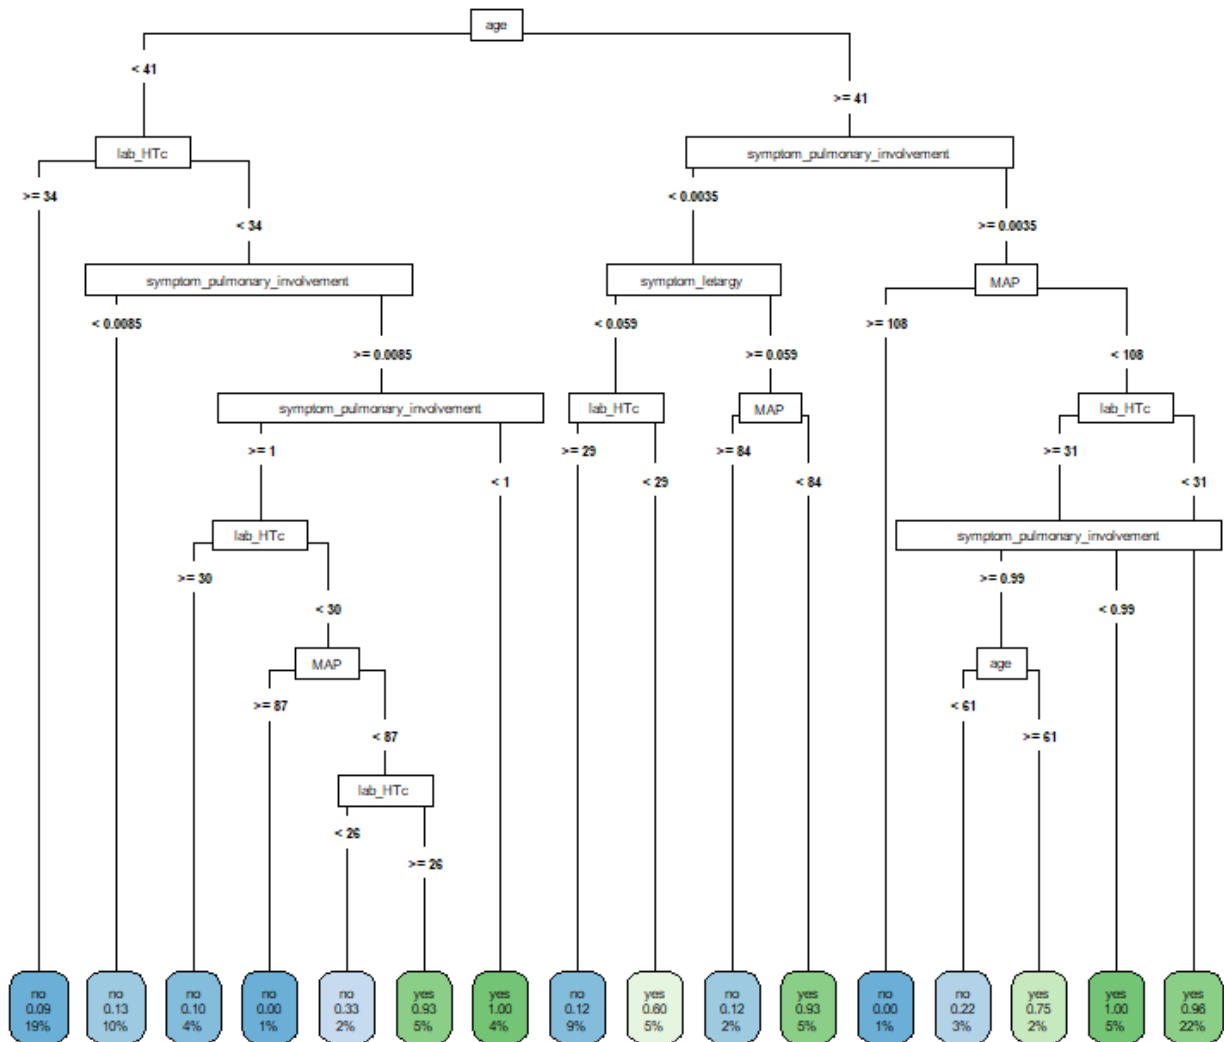 age
< 41
>= 41
lab_HTc
symptom_pulmonary_involvement
>= 34
< 0.0035
< 34
>= 0.0035
symptom_pulmonary_involvement
symptom_letargy
MAP
< 0.0085
< 0.059
>= 108
>= 0.0085
>= 0.059
< 108
symptom_pulmonary_involvement
lab_HTc
MAP
lab_HTc
>= 1
>= 29
>= 84
>= 31
< 1
< 29
< 84
< 31
lab_HTc
symptom_pulmonary_involvement
>= 30
>= 0.99
< 30
< 0.99
MAP
age
>= 87
< 61
< 87
>= 61
lab_HTc
< 26
>= 26
no
0.09
19%
no
0.13
10%
no
0.10
4%
no
0.00
1%
no
0.33
2%
yes
0.93
5%
yes
1.00
4%
no
0.12
9%
yes
0.60
5%
no
0.12
2%
yes
0.93
5%
no
0.00
1%
no
0.22
3%
yes
0.75
2%
yes
1.00
5%
yes
0.96
22%